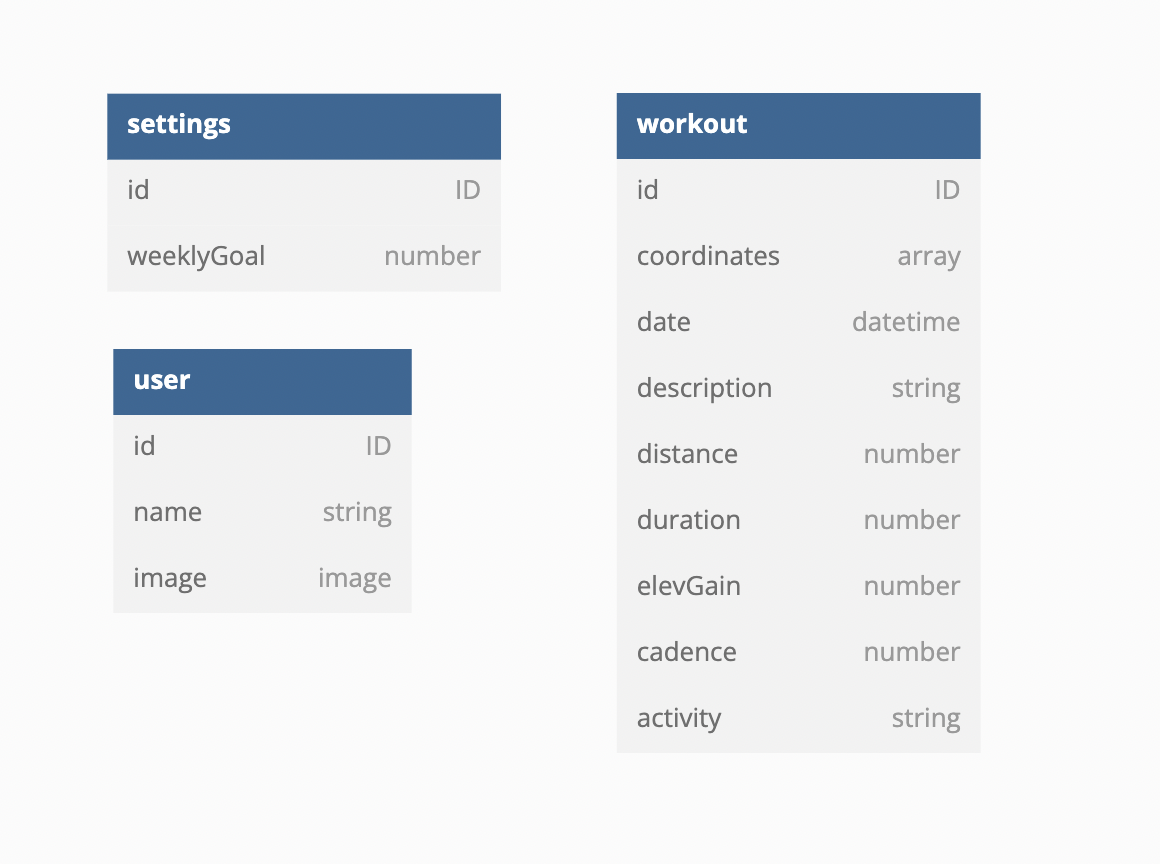 settings
id ID
weeklyGoal number
user
id ID
name string
image image
workout
id ID
coordinates array
date datetime
description string
distance number
duration number
elevGain number
cadence number
activity string